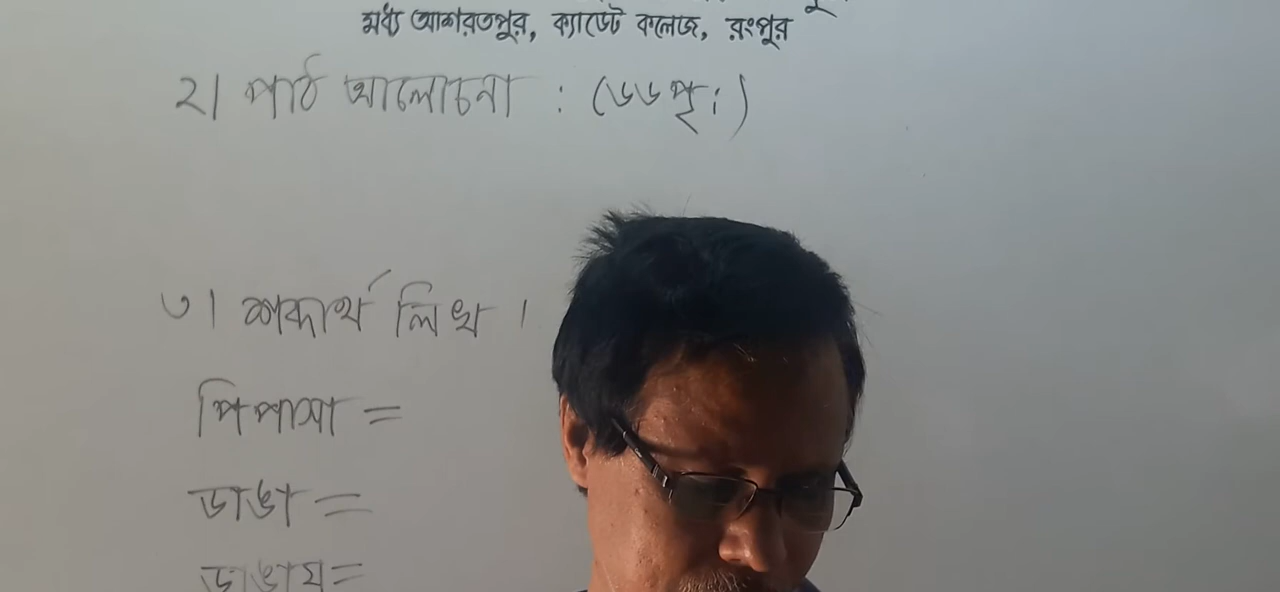 মধ্য আশরতপুর, ক্যাডেট কলেজ, রংপুর
২। পাঠ আলোচনা : (৬৬ পৃঃ)
৩। শব্দার্থ লিখ।
পিপাসা =
ডাঙা =
ডাঙায় =